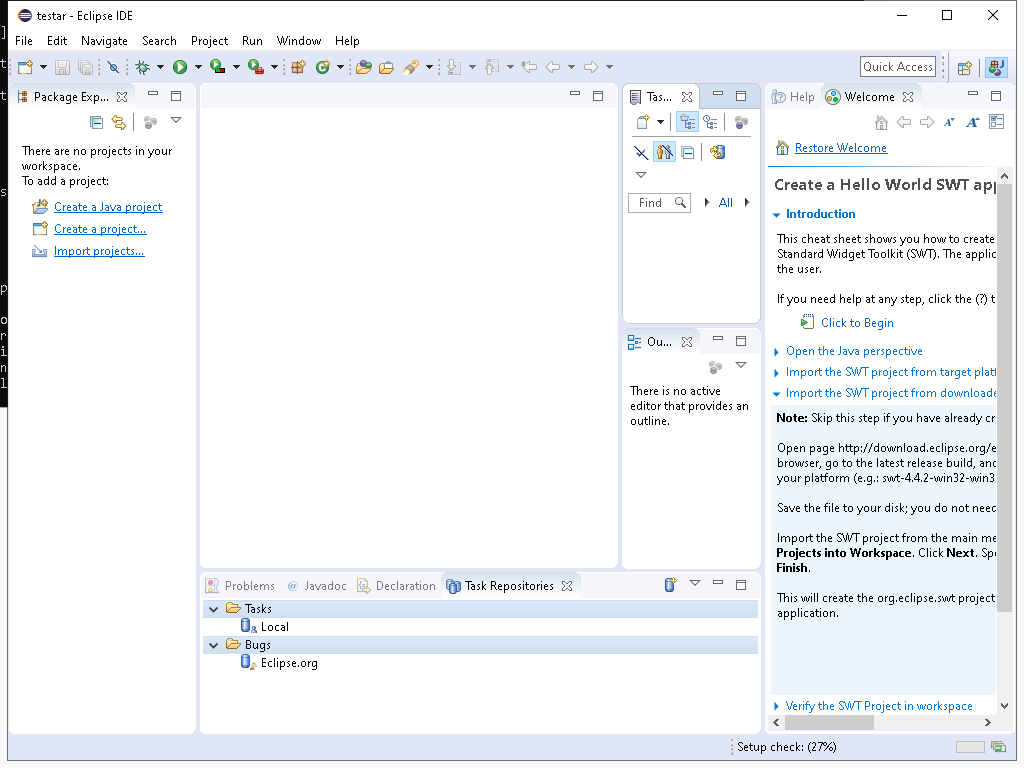 testar - Eclipse IDE
File Edit Navigate Search Project Run Window Help
Quick Access
Package Exp...
There are no projects in your
workspace.
To add a project:
Create a Java project
Create a project...
Import projects...
Tas...
Find
All
Ou...
There is no active
editor that provides an
outline.
Help
Welcome
Restore Welcome
Create a Hello World SWT app
Introduction
This cheat sheet shows you how to create
Standard Widget Toolkit (SWT). The applic
the user.
If you need help at any step, click the (?) t
Click to Begin
Open the Java perspective
Import the SWT project from target platf
Import the SWT project from downloade
Note: Skip this step if you have already cr
Open page http://download.eclipse.org/e
browser, go to the latest release build, and
your platform (e.g.: swt-4.4.2-win32-win3
Save the file to your disk; you do not need
Import the SWT project from the main me
Projects into Workspace. Click Next. Spe
Finish.
This will create the org.eclipse.swt project
application.
Verify the SWT Project in workspace
Problems
@ Javadoc
Declaration
Task Repositories
Tasks
Local
Bugs
Eclipse.org
Setup check: (27%)